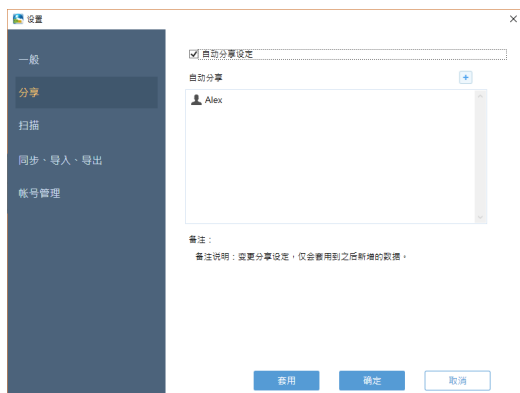 设置
一般
分享
扫描
同步、导入、导出
帐号管理
自动分享设定
自动分享
Alex
备注：
备注说明：变更分享设定，仅会套用到之后新增的数据。
套用
确定
取消